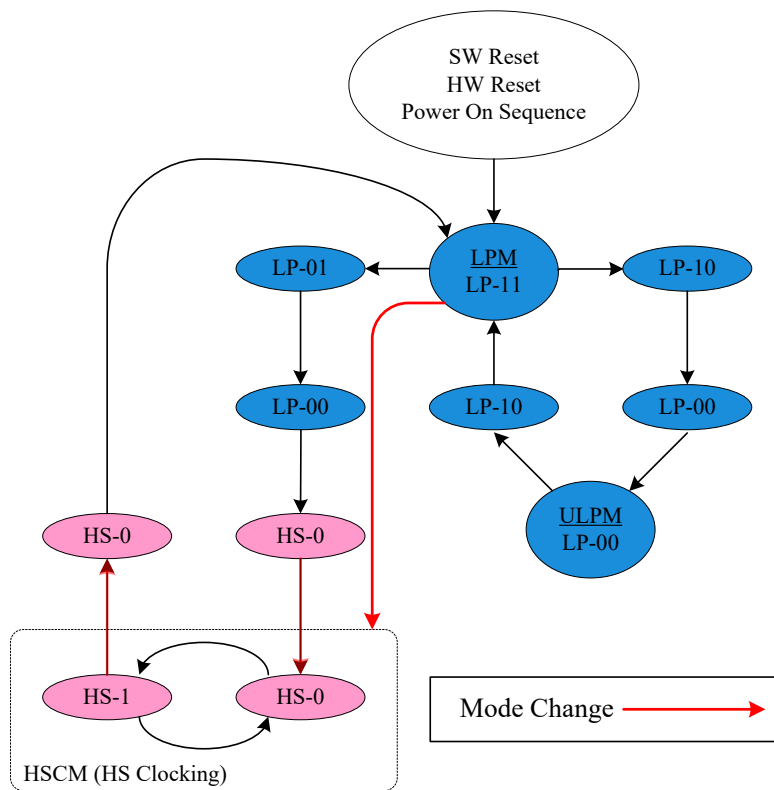 SW Reset
HW Reset
Power On Sequence
LPM
LP-11
LP-01
LP-10
LP-00
LP-10
LP-00
ULPM
LP-00
HS-0
HS-0
HS-1
HS-0
HSCM (HS Clocking)
Mode Change